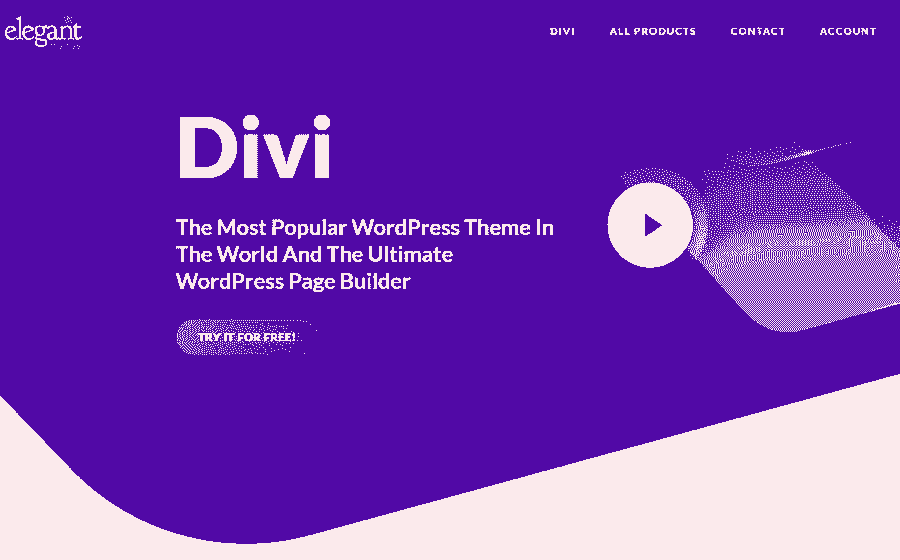 elegant
DIVI
ALL PRODUCTS
CONTACT
ACCOUNT
Divi
The Most Popular WordPress Theme In
The World And The Ultimate
WordPress Page Builder
TRY IT FOR FREE!